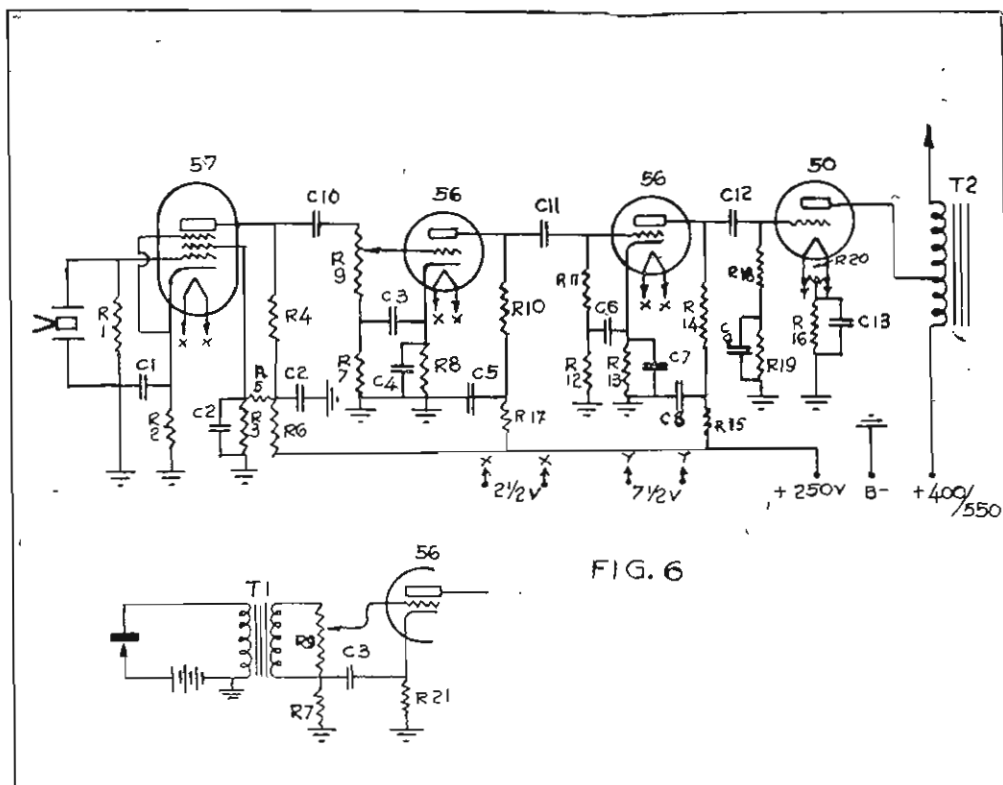 57
56
56
50
C10
C11
C12
T2
R9
R1
R4
C3
R10
R11
C6
R14
R18
R20
C1
R7
C4
R8
C5
R12
R13
C7
C9
R19
R16
C13
R2
C2
R5
R3
C2
R6
R17
C8
R15
X X
X X
X X
X X
2½V
Y Y
7½V
+250V
B-
+400/550
FIG. 6
56
T1
R9
C3
R7
R21